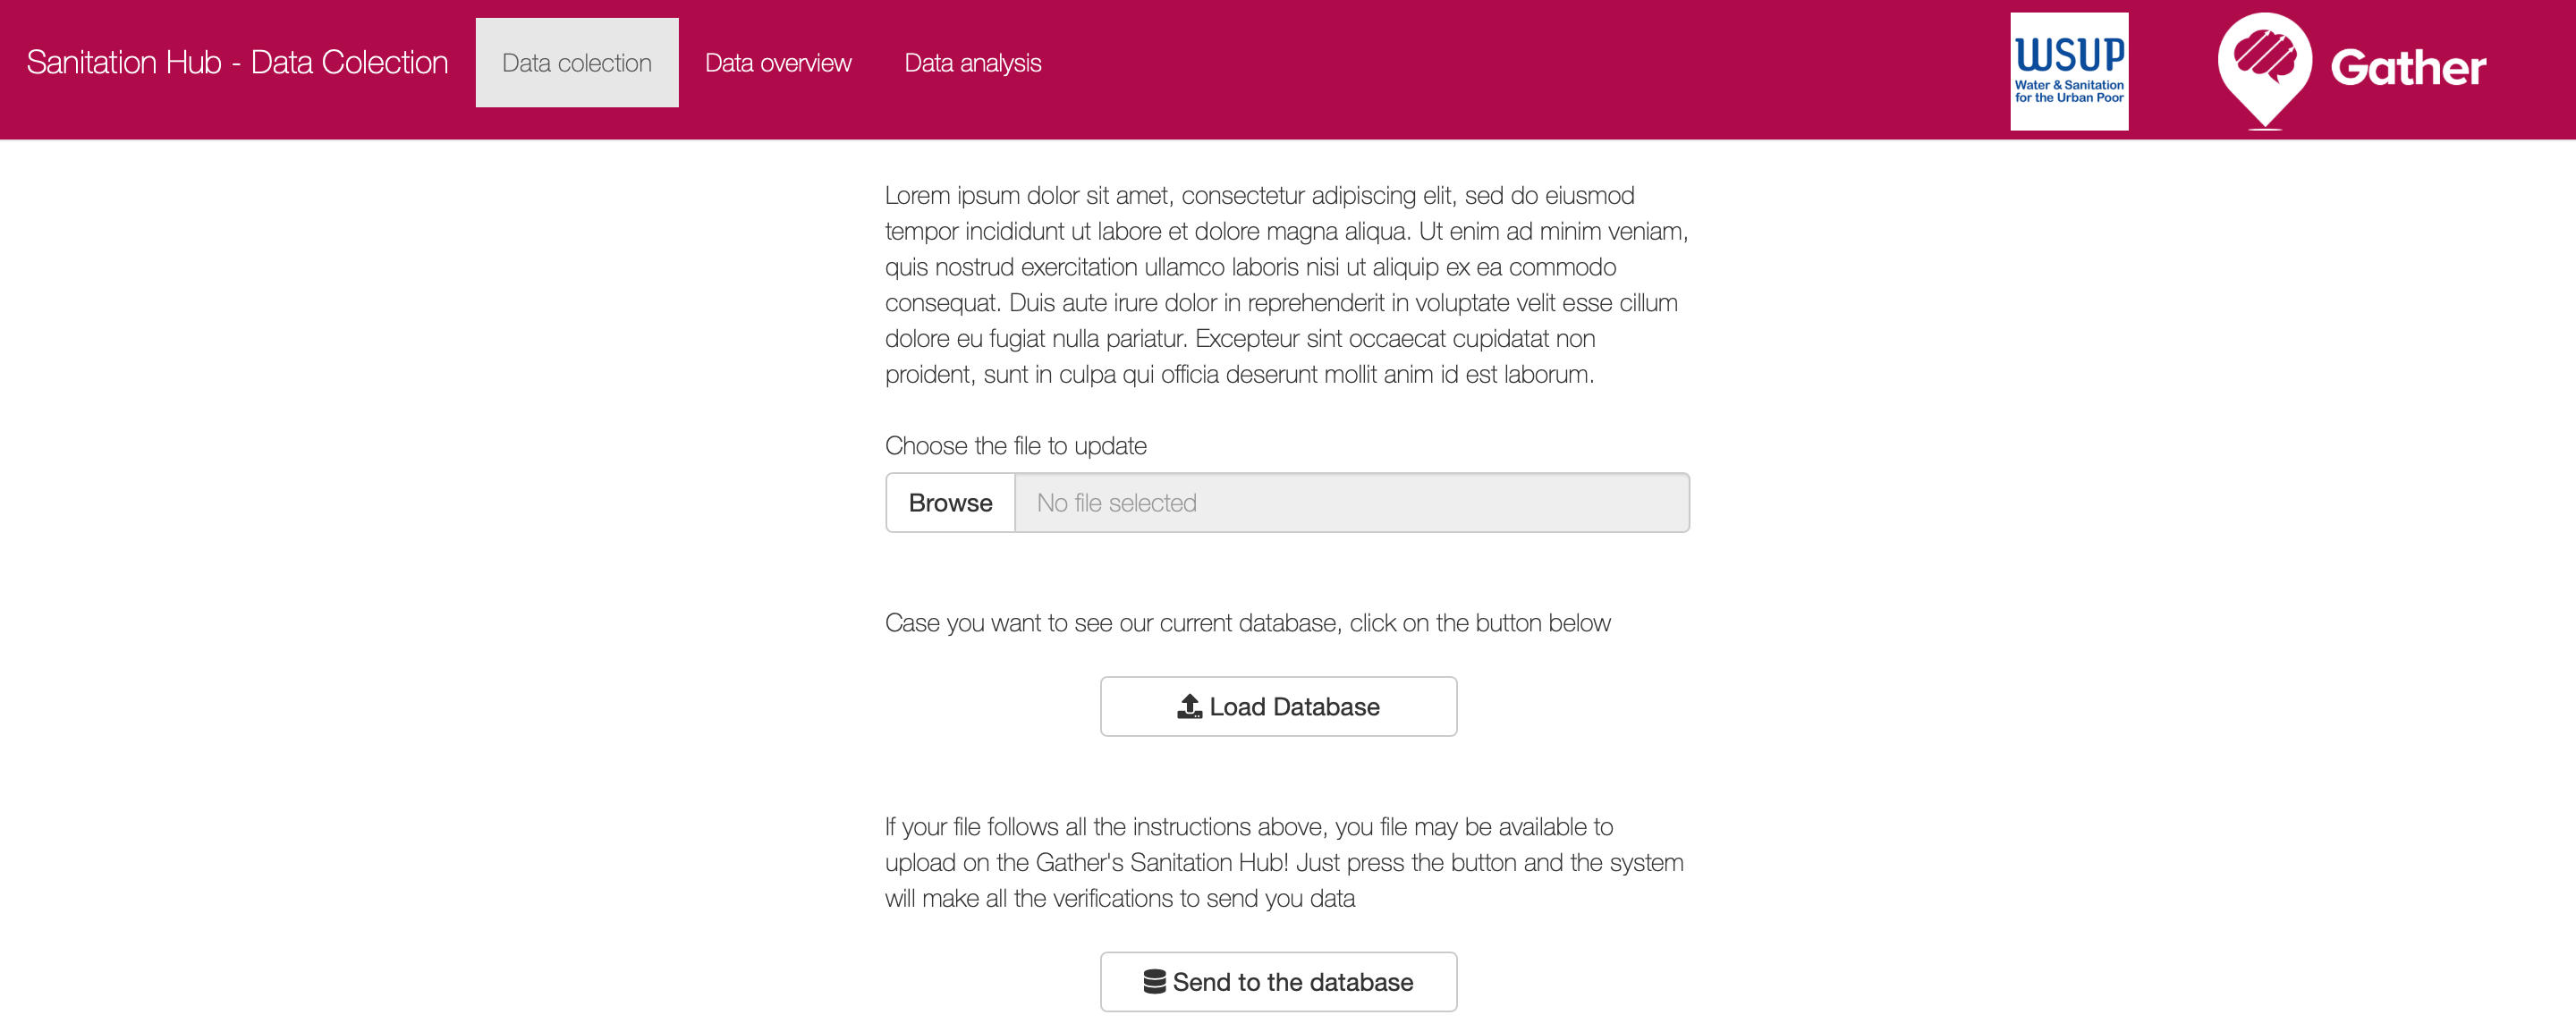 Sanitation Hub - Data Colection
Data colection
Data overview
Data analysis
WSUP
Water & Sanitation
for the Urban Poor
Gather
Lorem ipsum dolor sit amet, consectetur adipiscing elit, sed do eiusmod
tempor incididunt ut labore et dolore magna aliqua. Ut enim ad minim veniam,
quis nostrud exercitation ullamco laboris nisi ut aliquip ex ea commodo
consequat. Duis aute irure dolor in reprehenderit in voluptate velit esse cillum
dolore eu fugiat nulla pariatur. Excepteur sint occaecat cupidatat non
proident, sunt in culpa qui officia deserunt mollit anim id est laborum.
Choose the file to update
Browse
No file selected
Case you want to see our current database, click on the button below
Load Database
If your file follows all the instructions above, you file may be available to
upload on the Gather's Sanitation Hub! Just press the button and the system
will make all the verifications to send you data
Send to the database